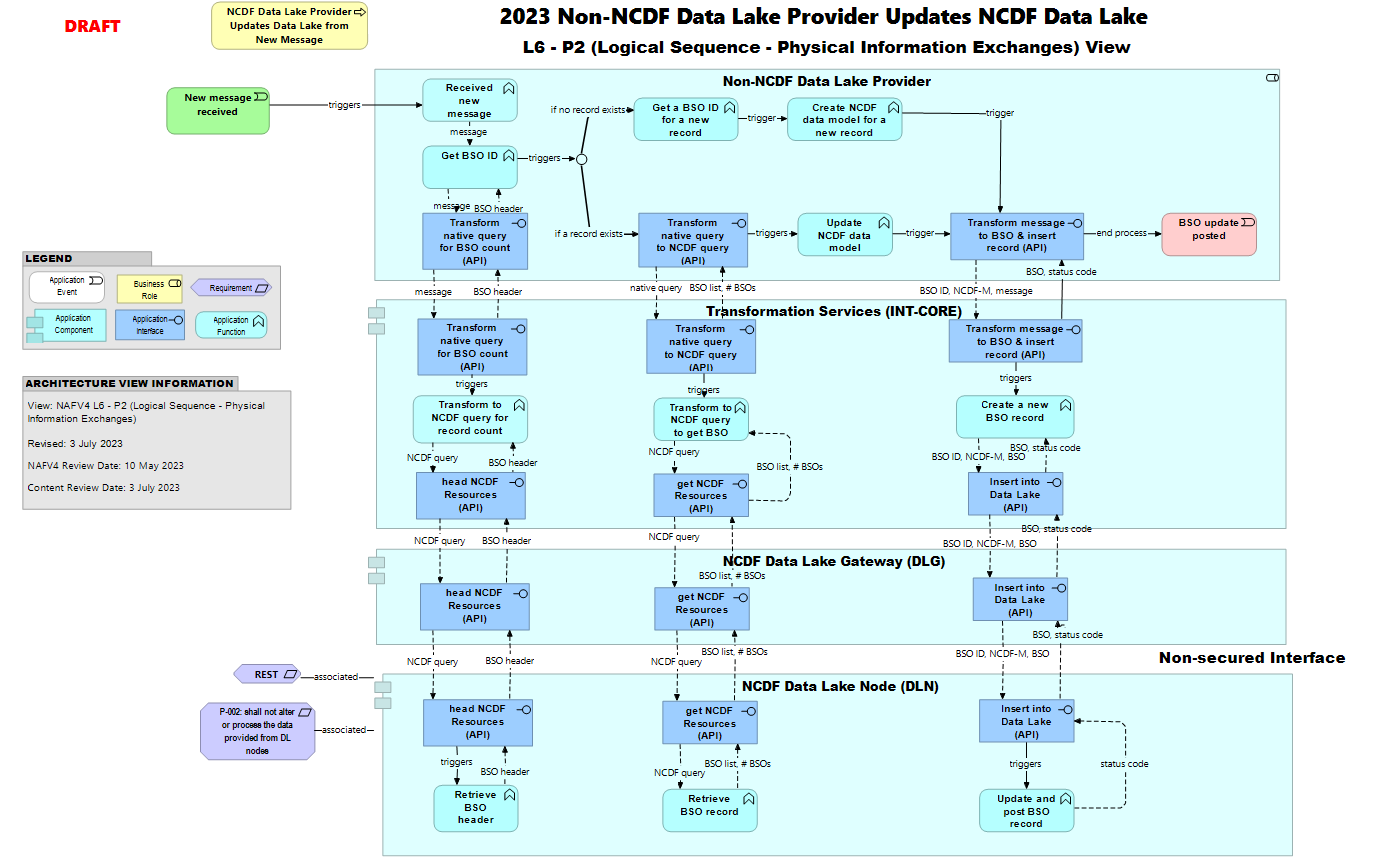 DRAFT
NCDF Data Lake Provider
Updates Data Lake from
New Message
2023 Non-NCDF Data Lake Provider Updates NCDF Data Lake
L6 - P2 (Logical Sequence - Physical Information Exchanges) View
Non-NCDF Data Lake Provider
New message
received
triggers
Received
new
message
message
Get BSO ID
triggers
if no record exists
Get a BSO ID
for a new
record
trigger
Create NCDF
data model for a
new record
trigger
message
BSO header
Transform
native query
for BSO count
(API)
if a record exists
Transform
native query
to NCDF query
(API)
triggers
Update
NCDF data
model
trigger
Transform message
to BSO & insert
record (API)
end process
BSO update
posted
message
BSO header
native query
BSO list, # BSOs
BSO ID, NCDF-M, message
BSO, status code
LEGEND
Application
Event
Business
Role
Requirement
Application
Component
Application
Interface
Application
Function
Transformation Services (INT-CORE)
Transform
native query
for BSO count
(API)
Transform
native query
to NCDF query
(API)
Transform message
to BSO & insert
record (API)
triggers
triggers
triggers
Transform to
NCDF query for
record count
Transform to
NCDF query
to get BSO
Create a new
BSO record
NCDF query
BSO header
NCDF query
BSO list, # BSOs
BSO ID, NCDF-M, BSO
BSO, status code
head NCDF
Resources
(API)
get NCDF
Resources
(API)
Insert into
Data Lake
(API)
ARCHITECTURE VIEW INFORMATION
View: NAFV4 L6 - P2 (Logical Sequence - Physical
Information Exchanges)
Revised: 3 July 2023
NAFV4 Review Date: 10 May 2023
Content Review Date: 3 July 2023
NCDF query
BSO header
NCDF query
BSO list, # BSOs
BSO ID, NCDF-M, BSO
BSO, status code
NCDF Data Lake Gateway (DLG)
head NCDF
Resources
(API)
get NCDF
Resources
(API)
Insert into
Data Lake
(API)
NCDF query
BSO header
NCDF query
BSO list, # BSOs
BSO ID, NCDF-M, BSO
BSO, status code
Non-secured Interface
REST
associated
P-002: shall not alter
or process the data
provided from DL
nodes
associated
NCDF Data Lake Node (DLN)
head NCDF
Resources
(API)
get NCDF
Resources
(API)
Insert into
Data Lake
(API)
triggers
BSO header
NCDF query
BSO list, # BSOs
triggers
status code
Retrieve
BSO
header
Retrieve
BSO record
Update and
post BSO
record